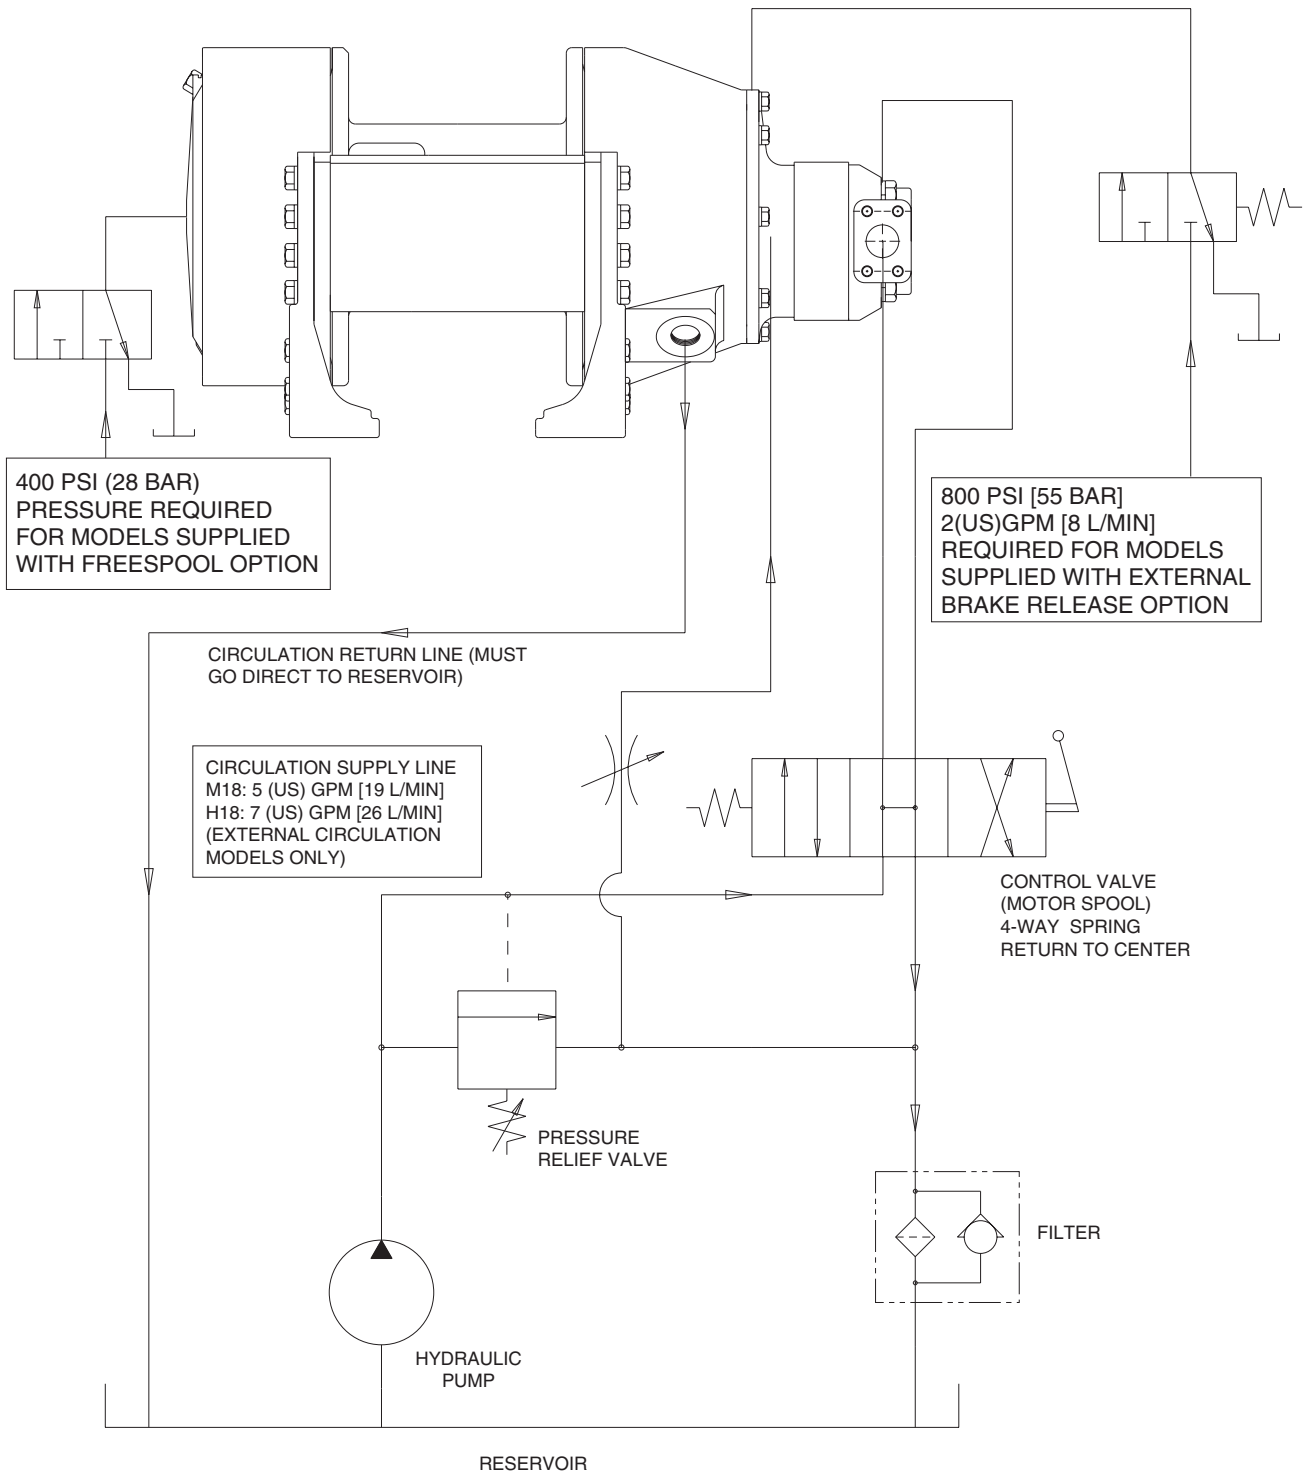 400 PSI (28 BAR)
PRESSURE REQUIRED
FOR MODELS SUPPLIED
WITH FREESPOOL OPTION
800 PSI [55 BAR]
2(US)GPM [8 L/MIN]
REQUIRED FOR MODELS
SUPPLIED WITH EXTERNAL
BRAKE RELEASE OPTION
CIRCULATION RETURN LINE (MUST
GO DIRECT TO RESERVOIR)
CIRCULATION SUPPLY LINE
M18: 5 (US) GPM [19 L/MIN]
H18: 7 (US) GPM [26 L/MIN]
(EXTERNAL CIRCULATION
MODELS ONLY)
CONTROL VALVE
(MOTOR SPOOL)
4-WAY SPRING
RETURN TO CENTER
PRESSURE
RELIEF VALVE
FILTER
HYDRAULIC
PUMP
RESERVOIR